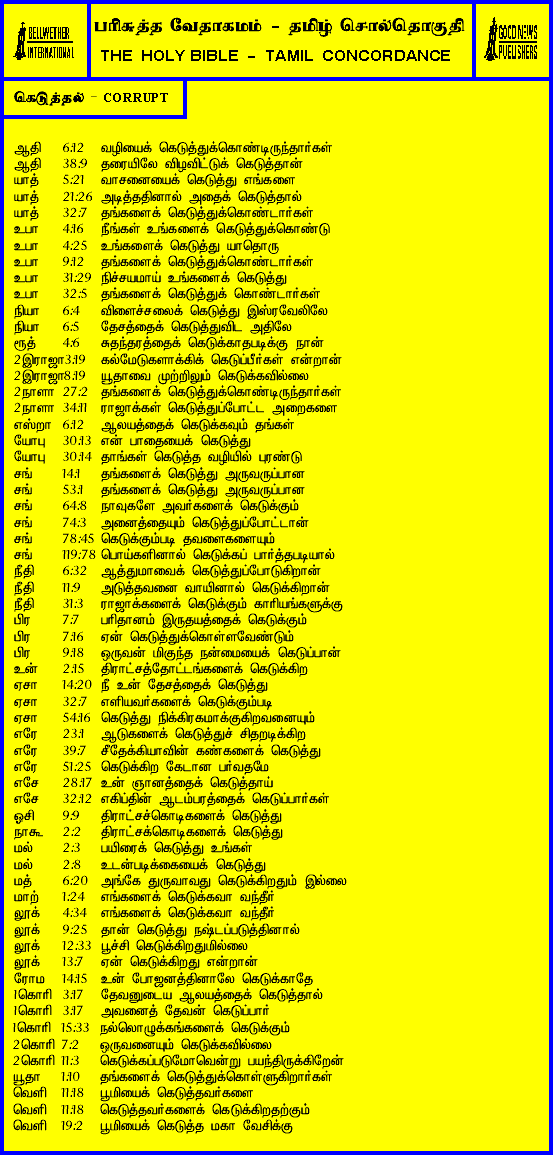 BELLWETHER
INTERNATIONAL
பரிசுத்த வேதாகமம் - தமிழ் சொல்தொகுதி
THE HOLY BIBLE - TAMIL CONCORDANCE
GOOD NEWS
PUBLISHERS
கெடுத்தல் - CORRUPT
ஆதி 6:12 வழியைக் கெடுத்துக்கொண்டிருந்தார்கள்
ஆதி 38:9 தரையிலே விழவிட்டுக் கெடுத்தான்
யாத் 5:21 வாசனையைக் கெடுத்து எங்களை
யாத் 21:26 அடித்ததினால் அதைக் கெடுத்தால்
யாத் 32:7 தங்களைக் கெடுத்துக்கொண்டார்கள்
உபா 4:16 நீங்கள் உங்களைக் கெடுத்துக்கொண்டு
உபா 4:25 உங்களைக் கெடுத்து யாதொரு
உபா 9:12 தங்களைக் கெடுத்துக்கொண்டார்கள்
உபா 31:29 நிச்சயமாய் உங்களைக் கெடுத்து
உபா 32:5 தங்களைக் கெடுத்துக் கொண்டார்கள்
நியா 6:4 விளைச்சலைக் கெடுத்து இஸ்ரவேலிலே
நியா 6:5 தேசத்தைக் கெடுத்துவிட அதிலே
ரூத் 4:6 சுதந்தரத்தைக் கெடுக்காதபடிக்கு நான்
2இராஜா3:19 கல்மேடுகளாக்கிக் கெடுப்பீர்கள் என்றான்
2இராஜா8:19 யூதாவை முற்றிலும் கெடுக்கவில்லை
2நாளா 27:2 தங்களைக் கெடுத்துக்கொண்டிருந்தார்கள்
2நாளா 34:11 ராஜாக்கள் கெடுத்துப்போட்ட அறைகளை
எஸ்றா 6:12 ஆலயத்தைக் கெடுக்கவும் தங்கள்
யோபு 30:13 என் பாதையைக் கெடுத்து
யோபு 30:14 தாங்கள் கெடுத்த வழியில் புரண்டு
சங் 14:1 தங்களைக் கெடுத்து அருவருப்பான
சங் 53:1 தங்களைக் கெடுத்து அருவருப்பான
சங் 64:8 நாவுகளே அவர்களைக் கெடுக்கும்
சங் 74:3 அனைத்தையும் கெடுத்துப்போட்டான்
சங் 78:45 கெடுக்கும்படி தவளைகளையும்
சங் 119:78 பொய்களினால் கெடுக்கப் பார்த்தபடியால்
நீதி 6:32 ஆத்துமாவைக் கெடுத்துப்போடுகிறான்
நீதி 11:9 அடுத்தவனை வாயினால் கெடுக்கிறான்
நீதி 31:3 ராஜாக்களைக் கெடுக்கும் காரியங்களுக்கு
பிர 7:7 பரிதானம் இருதயத்தைக் கெடுக்கும்
பிர 7:16 ஏன் கெடுத்துக்கொள்ளவேண்டும்
பிர 9:18 ஒருவன் மிகுந்த நன்மையைக் கெடுப்பான்
உன் 2:15 திராட்சத்தோட்டங்களைக் கெடுக்கிற
ஏசா 14:20 நீ உன் தேசத்தைக் கெடுத்து
ஏசா 32:7 எளியவர்களைக் கெடுக்கும்படி
ஏசா 54:16 கெடுத்து நிக்கிரகமாக்குகிறவனையும்
எரே 23:1 ஆடுகளைக் கெடுத்துச் சிதறடிக்கிற
எரே 39:7 சீதேக்கியாவின் கண்களைக் கெடுத்து
எரே 51:25 கெடுக்கிற கேடான பர்வதமே
எசே 28:17 உன் ஞானத்தைக் கெடுத்தாய்
எசே 32:12 எகிப்தின் ஆடம்பரத்தைக் கெடுப்பார்கள்
ஓசி 9:9 திராட்சச்கொடிகளைக் கெடுத்து
நாகூ 2:2 திராட்சக்கொடிகளைக் கெடுத்து
மல் 2:3 பயிரைக் கெடுத்து உங்கள்
மல் 2:8 உடன்படிக்கையைக் கெடுத்து
மத் 6:20 அங்கே துருவாவது கெடுக்கிறதும் இல்லை
மாற் 1:24 எங்களைக் கெடுக்கவா வந்தீர்
லூக் 4:34 எங்களைக் கெடுக்கவா வந்தீர்
லூக் 9:25 தான் கெடுத்து நஷ்டப்படுத்தினால்
லூக் 12:33 பூச்சி கெடுக்கிறதுமில்லை
லூக் 13:7 ஏன் கெடுக்கிறது என்றான்
ரோம 14:15 உன் போஜனத்தினாலே கெடுக்காதே
1கொரி 3:17 தேவனுடைய ஆலயத்தைக் கெடுத்தால்
1கொரி 3:17 அவனைத் தேவன் கெடுப்பார்
1கொரி 15:33 நல்லொழுக்கங்களைக் கெடுக்கும்
2கொரி 7:2 ஒருவனையும் கெடுக்கவில்லை
2கொரி 11:3 கெடுக்கப்படுமோவென்று பயந்திருக்கிறேன்
யூதா 1:10 தங்களைக் கெடுத்துக்கொள்ளுகிறார்கள்
வெளி 11:18 பூமியைக் கெடுத்தவர்களை
வெளி 11:18 கெடுத்தவர்களைக் கெடுக்கிறதற்கும்
வெளி 19:2 பூமியைக் கெடுத்த மகா வேசிக்கு